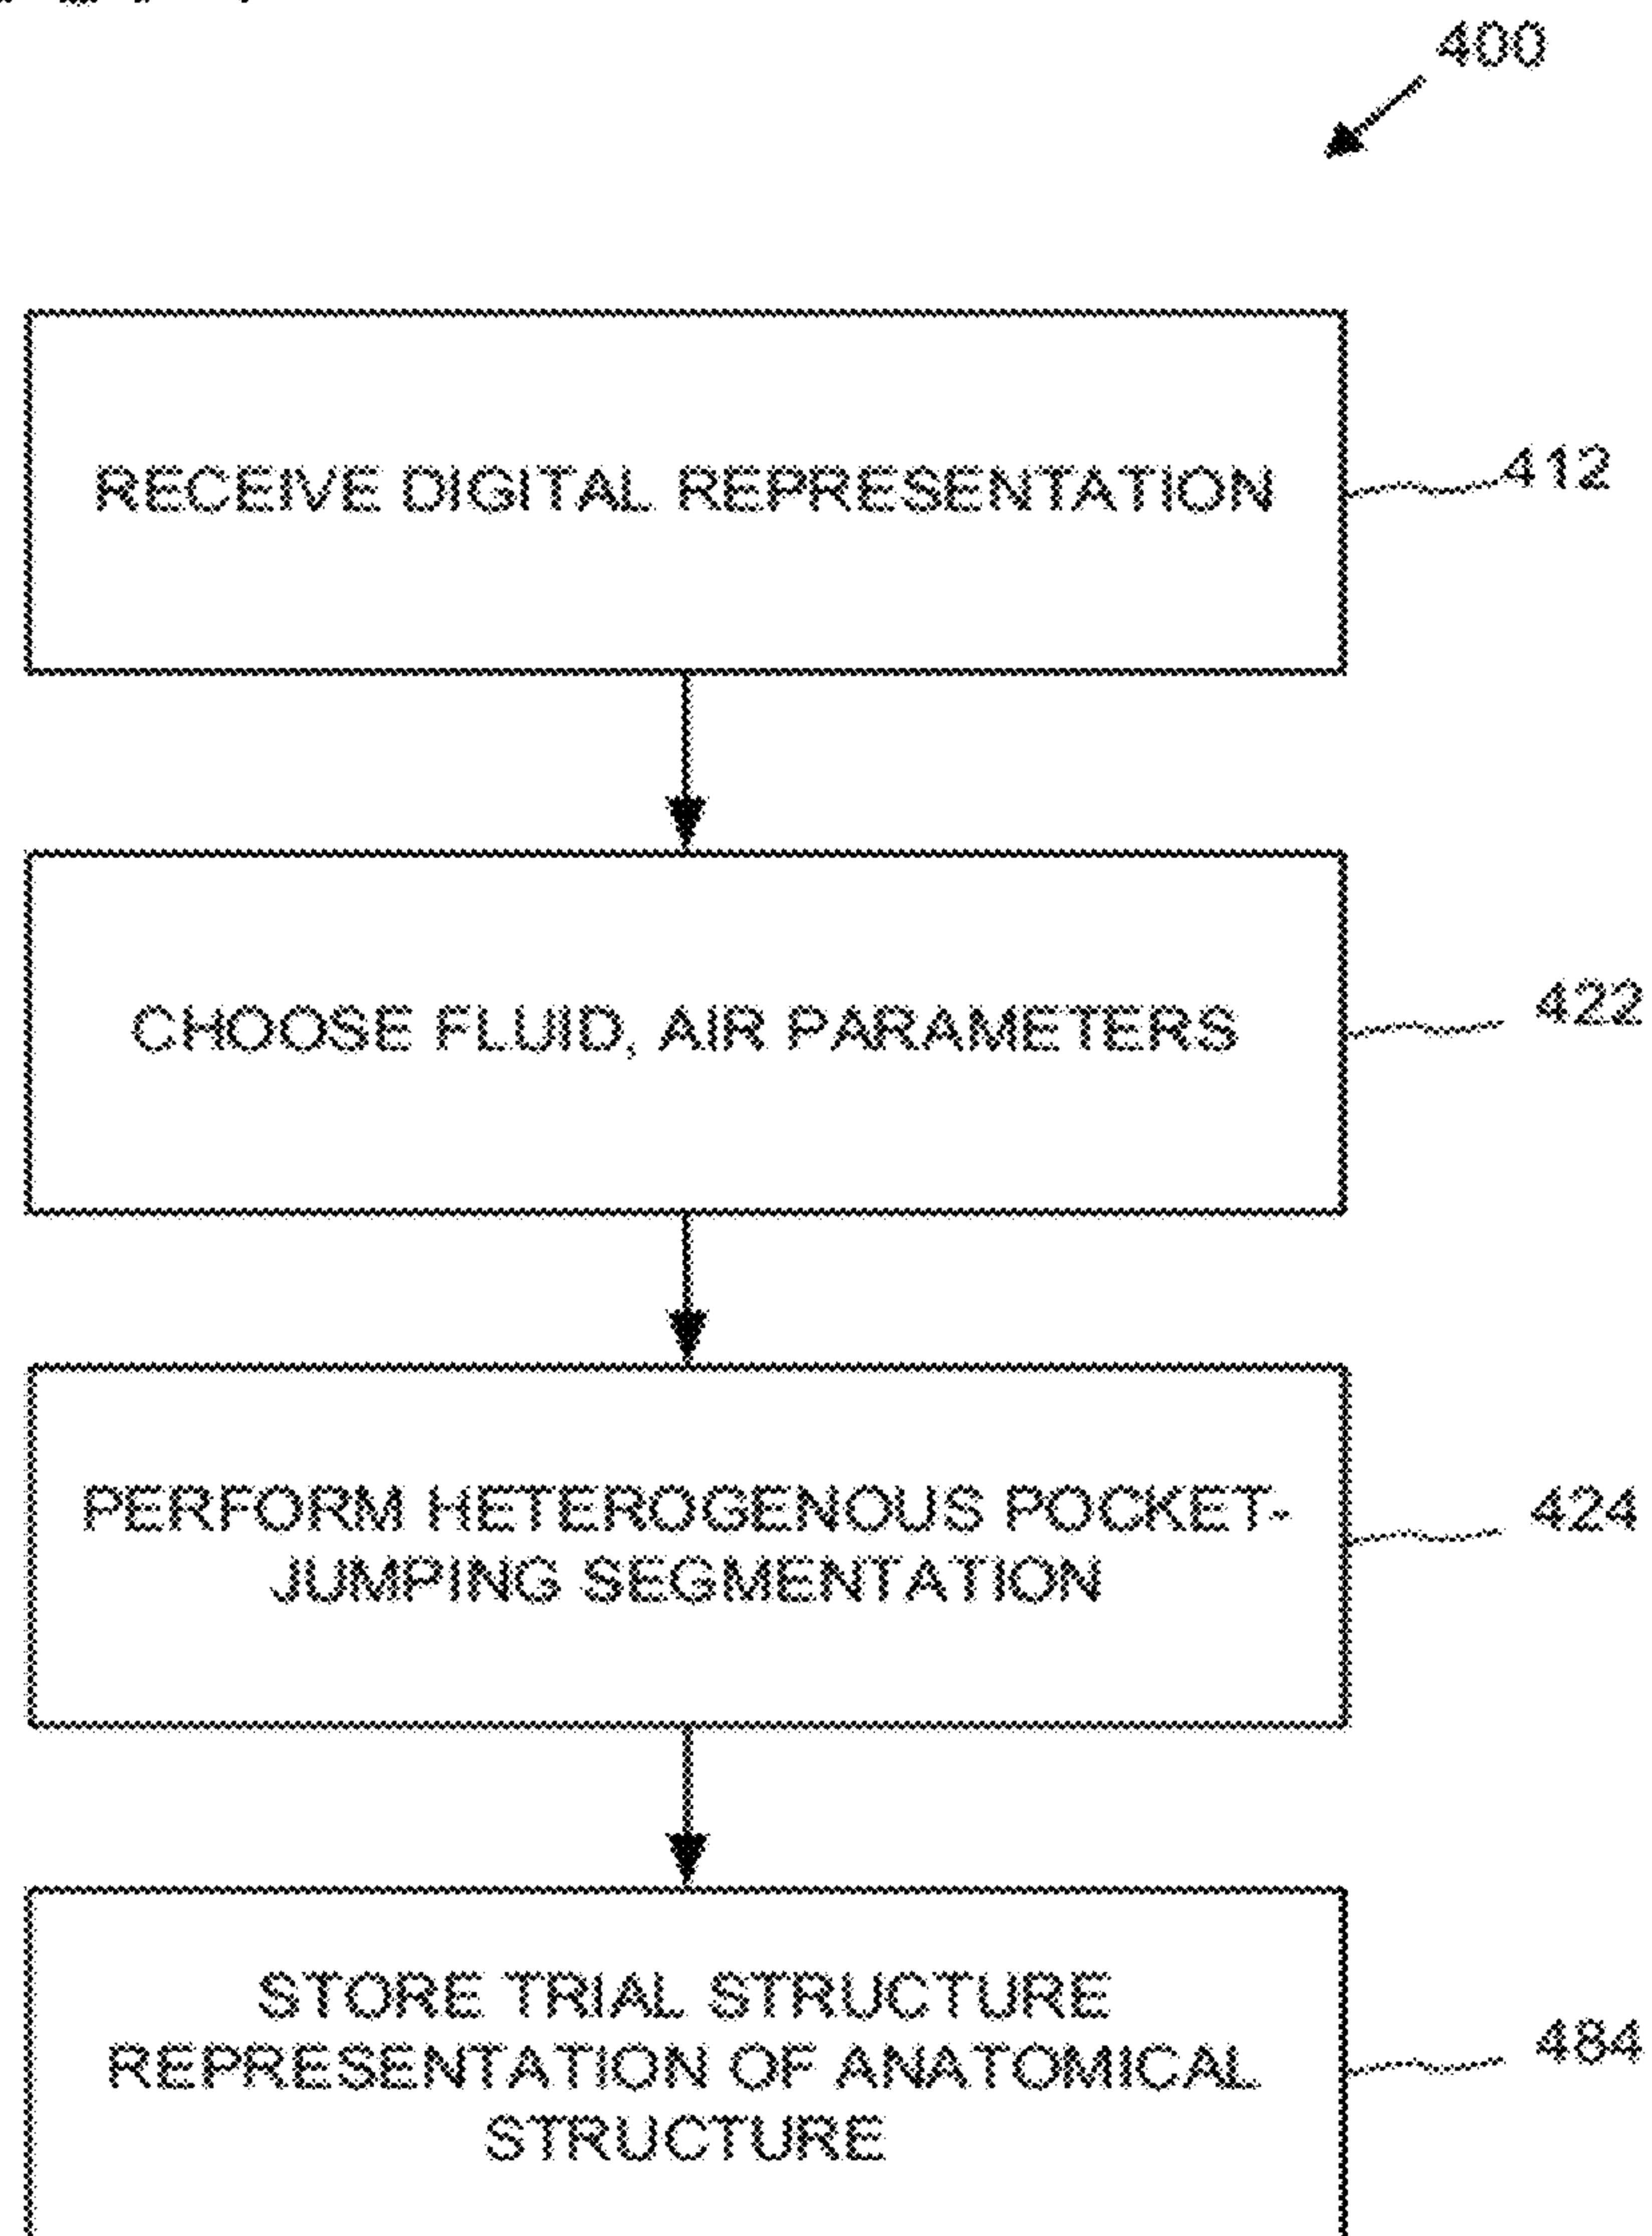 400
RECEIVE DIGITAL REPRESENTATION
412
CHOOSE FLUID, AIR PARAMETERS
422
PERFORM HETEROGENOUS POCKET-
JUMPING SEGMENTATION
424
STORE TRIAL STRUCTURE
REPRESENTATION OF ANATOMICAL
STRUCTURE
484